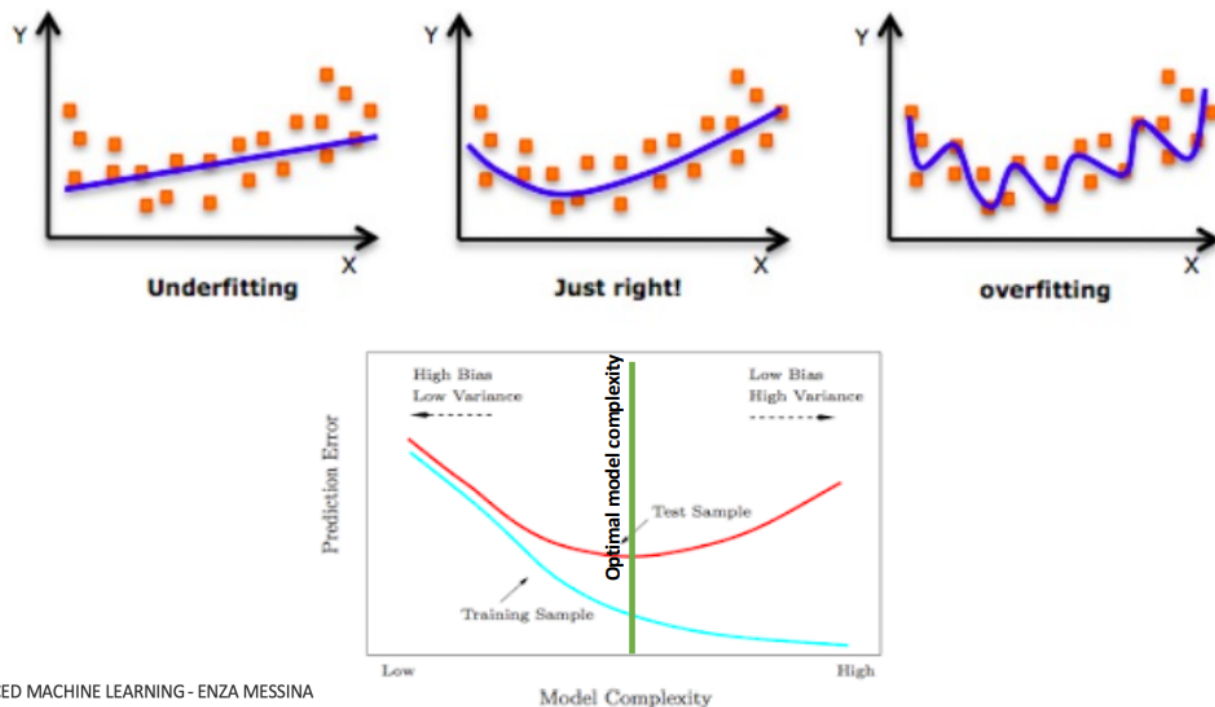 Y
Y
Y
X
X
X
Underfitting
Just right!
overfitting
High Bias
Low Variance
Optimal model complexity
Low Bias
High Variance
Prediction Error
Test Sample
Training Sample
Low
High
Model Complexity
CED MACHINE LEARNING - ENZA MESSINA